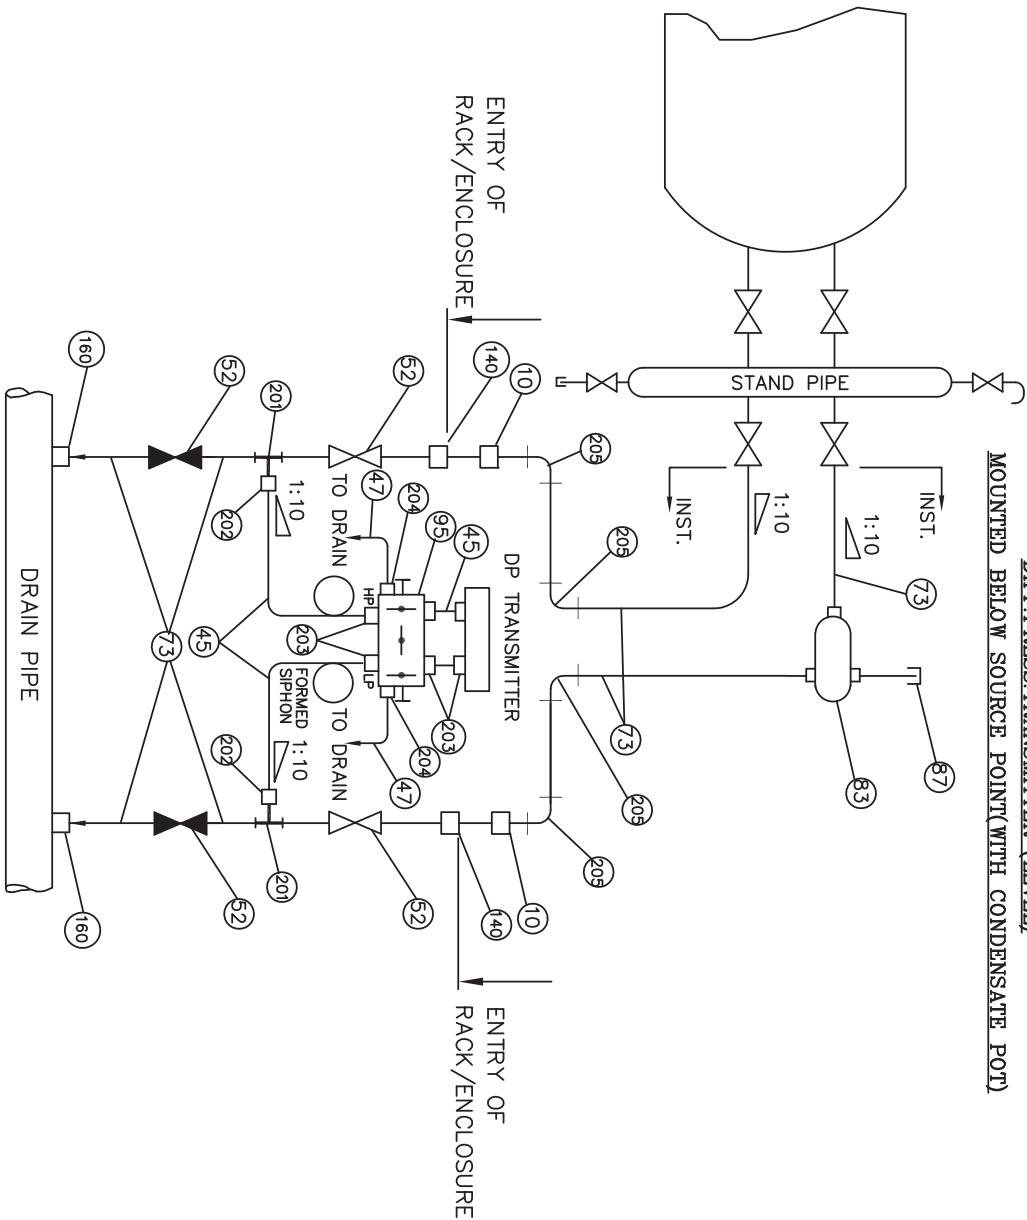 (LEVEL)
MOUNTED BELOW SOURCE POINT(WITH CONDENSATE POT)
INST.
73
87
1:10
83
1:10
STAND PIPE
INST.
205
205
73
205
205
10
10
DP TRANSMITTER
140
140
ENTRY OF
RACK/ENCLOSURE
ENTRY OF
RACK/ENCLOSURE
45
95
203
204
204
52
52
47
47
HP
LP
TO DRAIN
TO DRAIN
203
FORMED
SIPHON
1:10
1:10
201
201
202
202
52
52
45
73
160
160
DRAIN PIPE